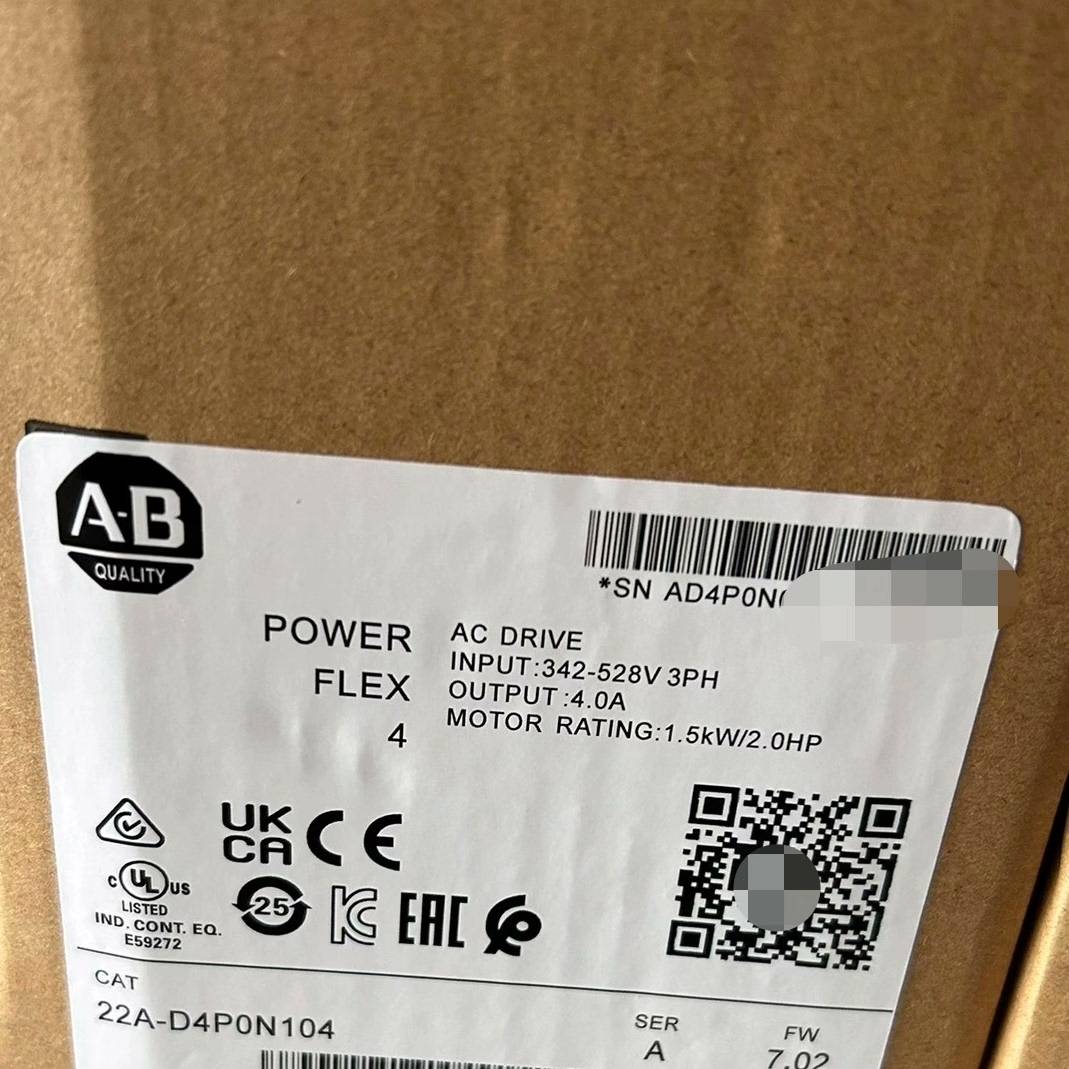 A-B
QUALITY
*SN AD4P0N
POWER
FLEX
4
AC DRIVE
INPUT:342-528V 3PH
OUTPUT:4.0A
MOTOR RATING:1.5kW/2.0HP
UK
CA
CE
C UL US
LISTED
IND. CONT. EQ.
E59272
25
EAC
CAT
22A-D4P0N104
SER
A
FW
7.02